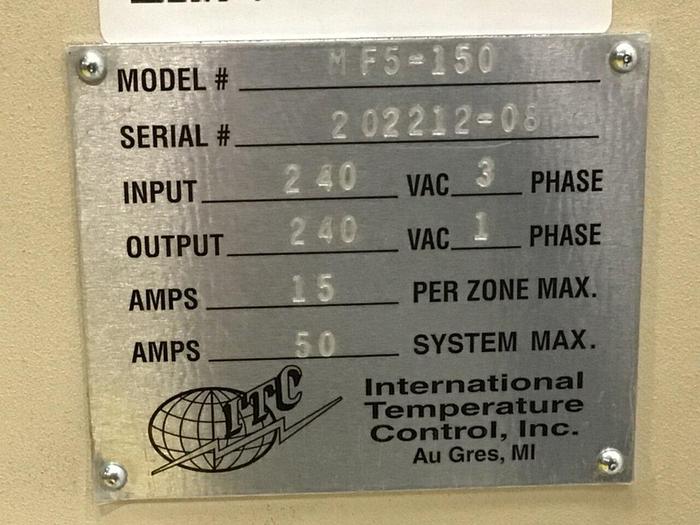 MODEL # MF5-150
SERIAL # 202212-08
INPUT 240 VAC 3 PHASE
OUTPUT 240 VAC 1 PHASE
AMPS 15 PER ZONE MAX.
AMPS 50 SYSTEM MAX.
ITC
International
Temperature
Control, Inc.
Au Gres, MI